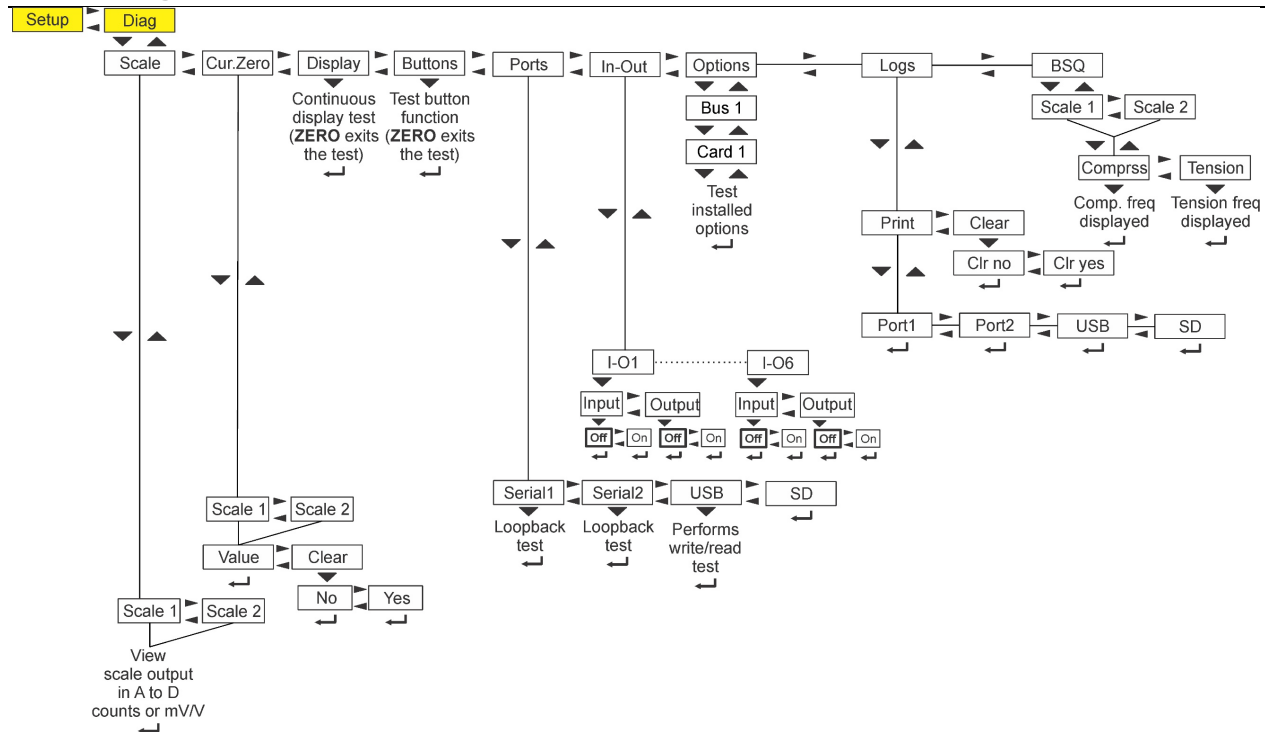 Setup
Diag
Scale
Cur.Zero
Display
Buttons
Ports
In-Out
Options
Logs
BSQ
Continuous
display test
(ZERO exits
the test)
Test button
function
(ZERO exits
the test)
Bus 1
Card 1
Test
installed
options
Scale 1
Scale 2
Comprss
Tension
Comp. freq
displayed
Tension freq
displayed
Print
Clear
Clr no
Clr yes
Port1
Port2
USB
SD
I-O1
I-O6
Input
Output
Input
Output
Off
On
Off
On
Off
On
Off
On
Serial1
Serial2
USB
SD
Loopback
test
Loopback
test
Performs
write/read
test
Scale 1
Scale 2
Value
Clear
No
Yes
Scale 1
Scale 2
View
scale output
in A to D
counts or mV/V